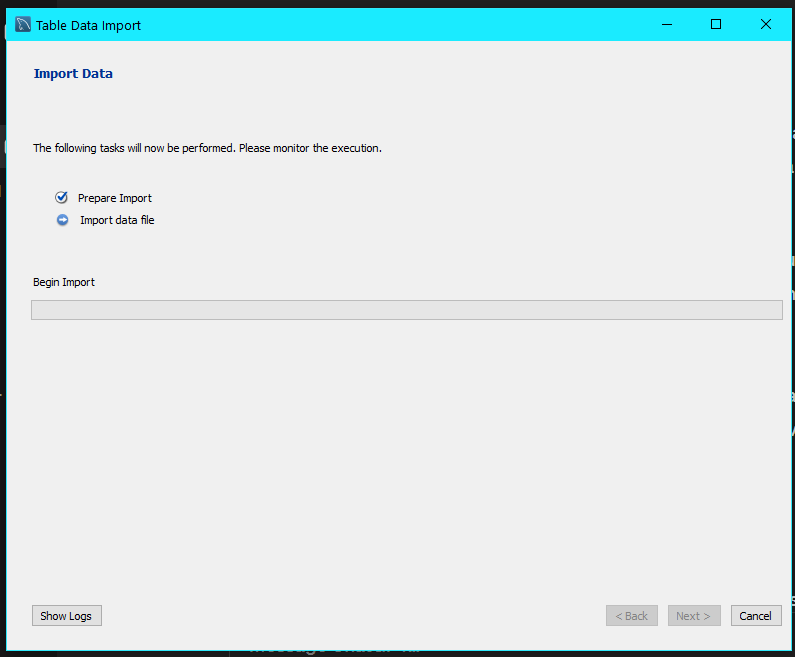 Table Data Import
Import Data
The following tasks will now be performed. Please monitor the execution.
Prepare Import
Import data file
Begin Import
Show Logs
< Back
Next >
Cancel